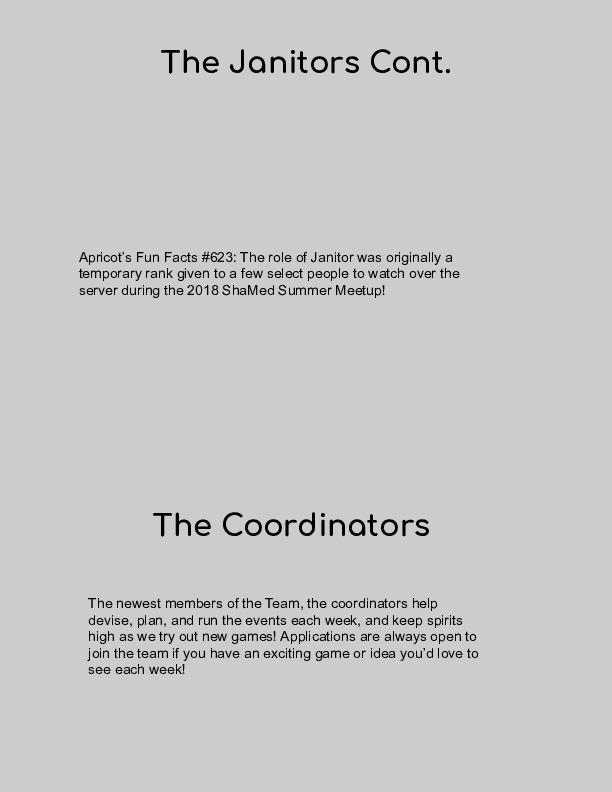 The Janitors Cont.
Apricot's Fun Facts #623: The role of Janitor was originally a
temporary rank given to a few select people to watch over the
server during the 2018 ShaMed Summer Meetup!
The Coordinators
The newest members of the Team, the coordinators help
devise, plan, and run the events each week, and keep spirits
high as we try out new games! Applications are always open to
join the team if you have an exciting game or idea you'd love to
see each week!